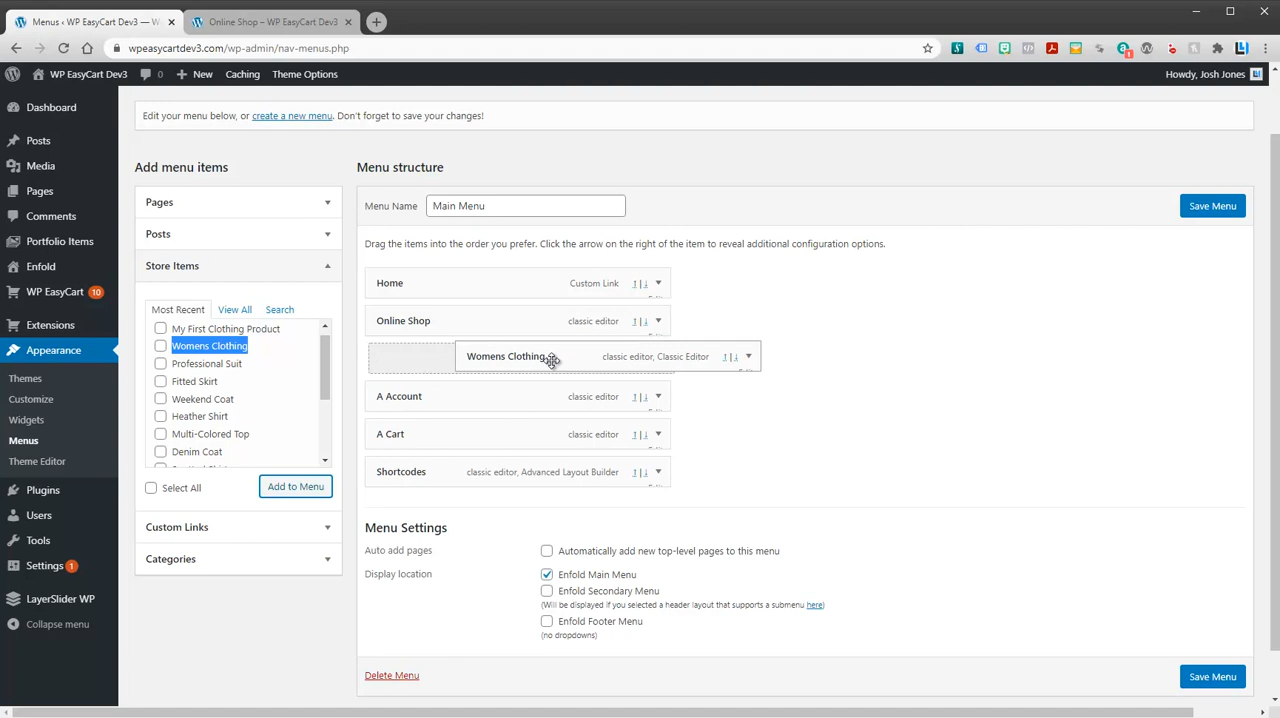 Menus ‹ WP EasyCart Dev3 — W
Online Shop – WP EasyCart Dev3
wpeasycartdev3.com/wp-admin/nav-menus.php
WP EasyCart Dev3
0
New
Caching
Theme Options
Howdy, Josh Jones
Dashboard
Posts
Media
Pages
Comments
Portfolio Items
Enfold
WP EasyCart 10
Extensions
Appearance
Themes
Customize
Widgets
Menus
Theme Editor
Plugins
Users
Tools
Settings 1
LayerSlider WP
Collapse menu
Edit your menu below, or create a new menu. Don't forget to save your changes!
Add menu items
Pages
Posts
Store Items
Most Recent
View All
Search
My First Clothing Product
Womens Clothing
Professional Suit
Fitted Skirt
Weekend Coat
Heather Shirt
Multi-Colored Top
Denim Coat
Select All
Add to Menu
Custom Links
Categories
Menu structure
Menu Name
Main Menu
Save Menu
Drag the items into the order you prefer. Click the arrow on the right of the item to reveal additional configuration options.
Home
Custom Link
↑|↓
Online Shop
classic editor
↑|↓
Womens Clothing
classic editor, Classic Editor
↑|↓
A Account
classic editor
↑|↓
A Cart
classic editor
↑|↓
Shortcodes
classic editor, Advanced Layout Builder
↑|↓
Menu Settings
Auto add pages
Automatically add new top-level pages to this menu
Display location
Enfold Main Menu
Enfold Secondary Menu
(Will be displayed if you selected a header layout that supports a submenu here)
Enfold Footer Menu
(no dropdowns)
Delete Menu
Save Menu